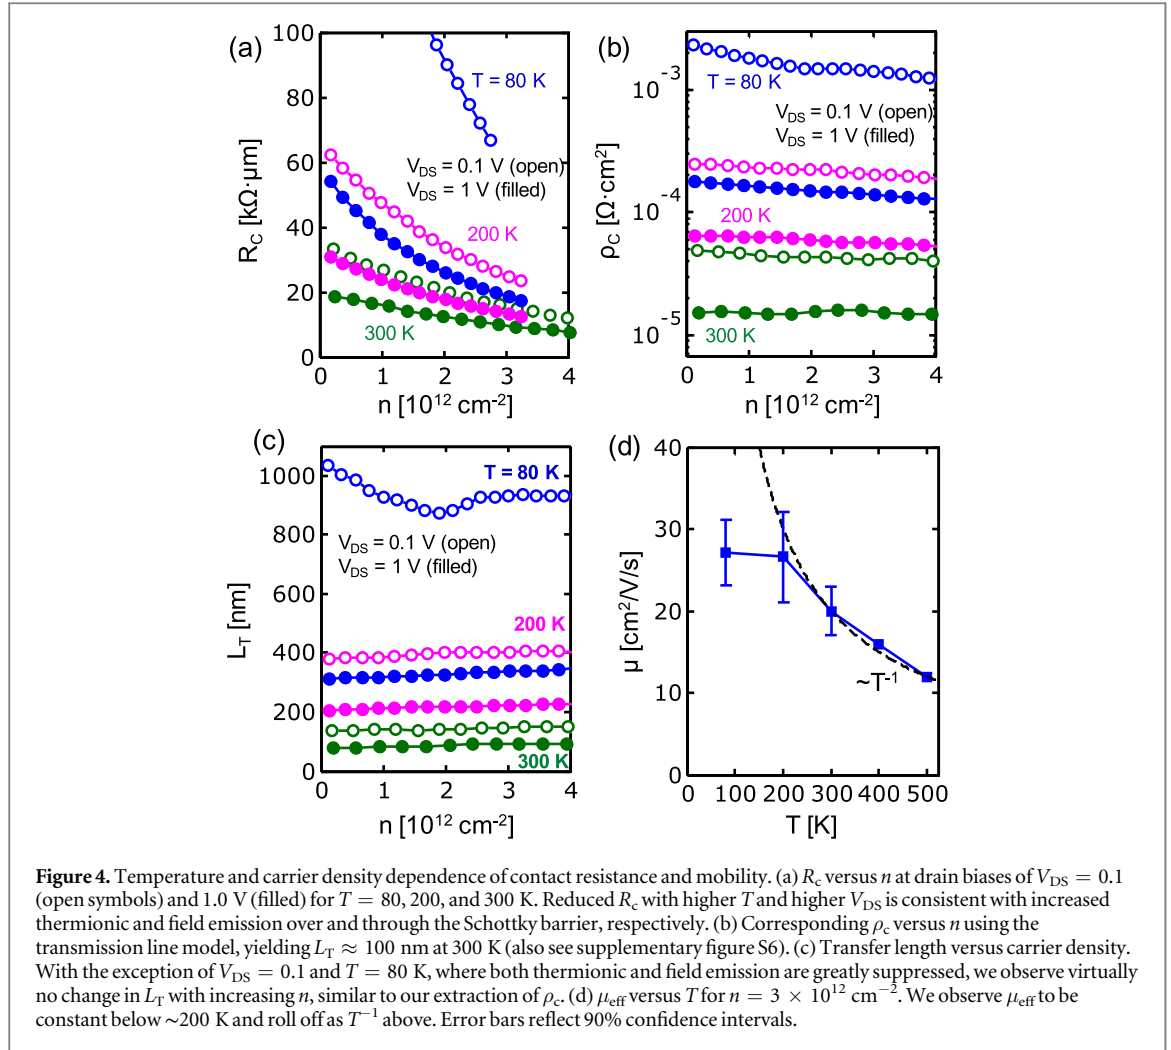 (a)
100
80
60
40
20
0
R_C [kΩ·μm]
T = 80 K
V_DS = 0.1 V (open)
V_DS = 1 V (filled)
200 K
300 K
0 1 2 3 4
n [10^12 cm^-2]
(b)
10^-3
10^-4
10^-5
ρ_C [Ω·cm^2]
T = 80 K
V_DS = 0.1 V (open)
V_DS = 1 V (filled)
200 K
300 K
0 1 2 3 4
n [10^12 cm^-2]
(c)
1000
800
600
400
200
0
L_T [nm]
T = 80 K
V_DS = 0.1 V (open)
V_DS = 1 V (filled)
200 K
300 K
0 1 2 3 4
n [10^12 cm^-2]
(d)
40
30
20
10
0
μ [cm^2/V/s]
~T^-1
0 100 200 300 400 500
T [K]
Figure 4. Temperature and carrier density dependence of contact resistance and mobility. (a) R_c versus n at drain biases of V_DS = 0.1
(open symbols) and 1.0 V (filled) for T = 80, 200, and 300 K. Reduced R_c with higher T and higher V_DS is consistent with increased
thermionic and field emission over and through the Schottky barrier, respectively. (b) Corresponding ρ_c versus n using the
transmission line model, yielding L_T ≈ 100 nm at 300 K (also see supplementary figure S6). (c) Transfer length versus carrier density.
With the exception of V_DS = 0.1 and T = 80 K, where both thermionic and field emission are greatly suppressed, we observe virtually
no change in L_T with increasing n, similar to our extraction of ρ_c. (d) μ_eff versus T for n = 3 × 10^12 cm^−2. We observe μ_eff to be
constant below ~200 K and roll off as T^−1 above. Error bars reflect 90% confidence intervals.